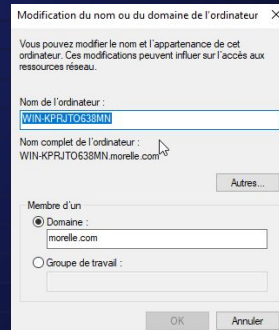 Modification du nom ou du domaine de l'ordinateur
Vous pouvez modifier le nom et l'appartenance de cet
ordinateur. Ces modifications peuvent influer sur l'accès aux
ressources réseau.
Nom de l'ordinateur :
WIN-KPRJTO638MN
Nom complet de l'ordinateur :
WIN-KPRJTO638MN.morelle.com
Autres...
Membre d'un
Domaine :
morelle.com
Groupe de travail :
OK Annuler